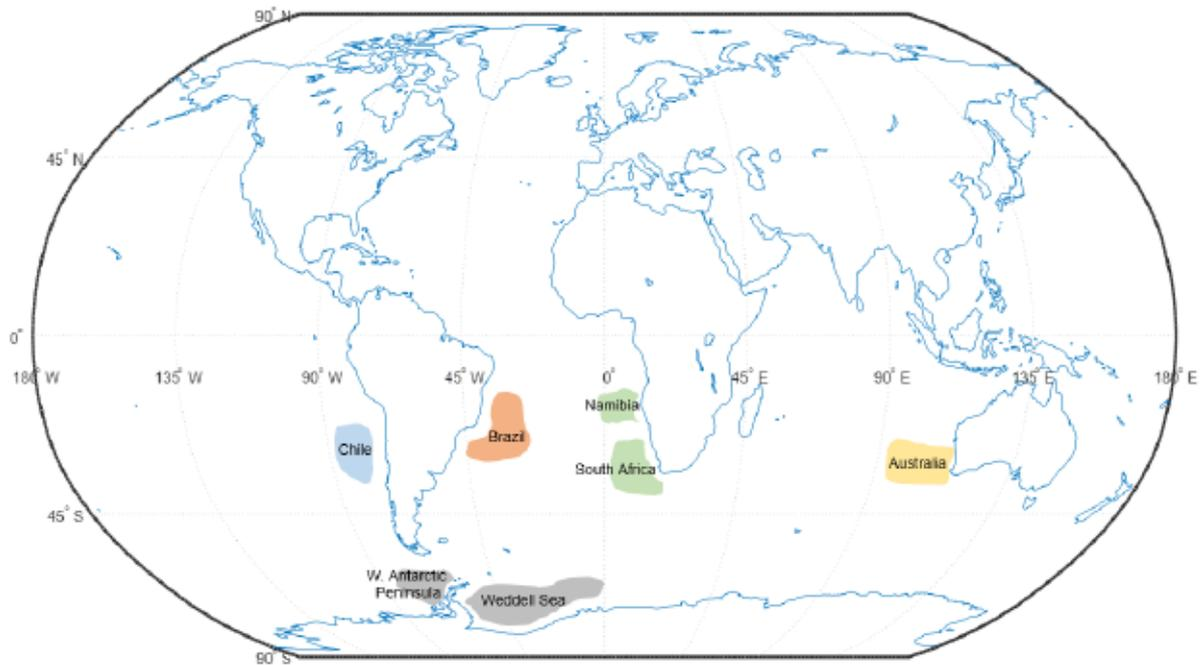 90° N
45° N
0°
180° W 135 W 90° W 45° W 0° 45° E 90 E 135 E 180° E
Namibia
Brazil
Chile
Australia
South Africa
45° S
W. Antarctic
Peninsula
Weddell Sea
90° S